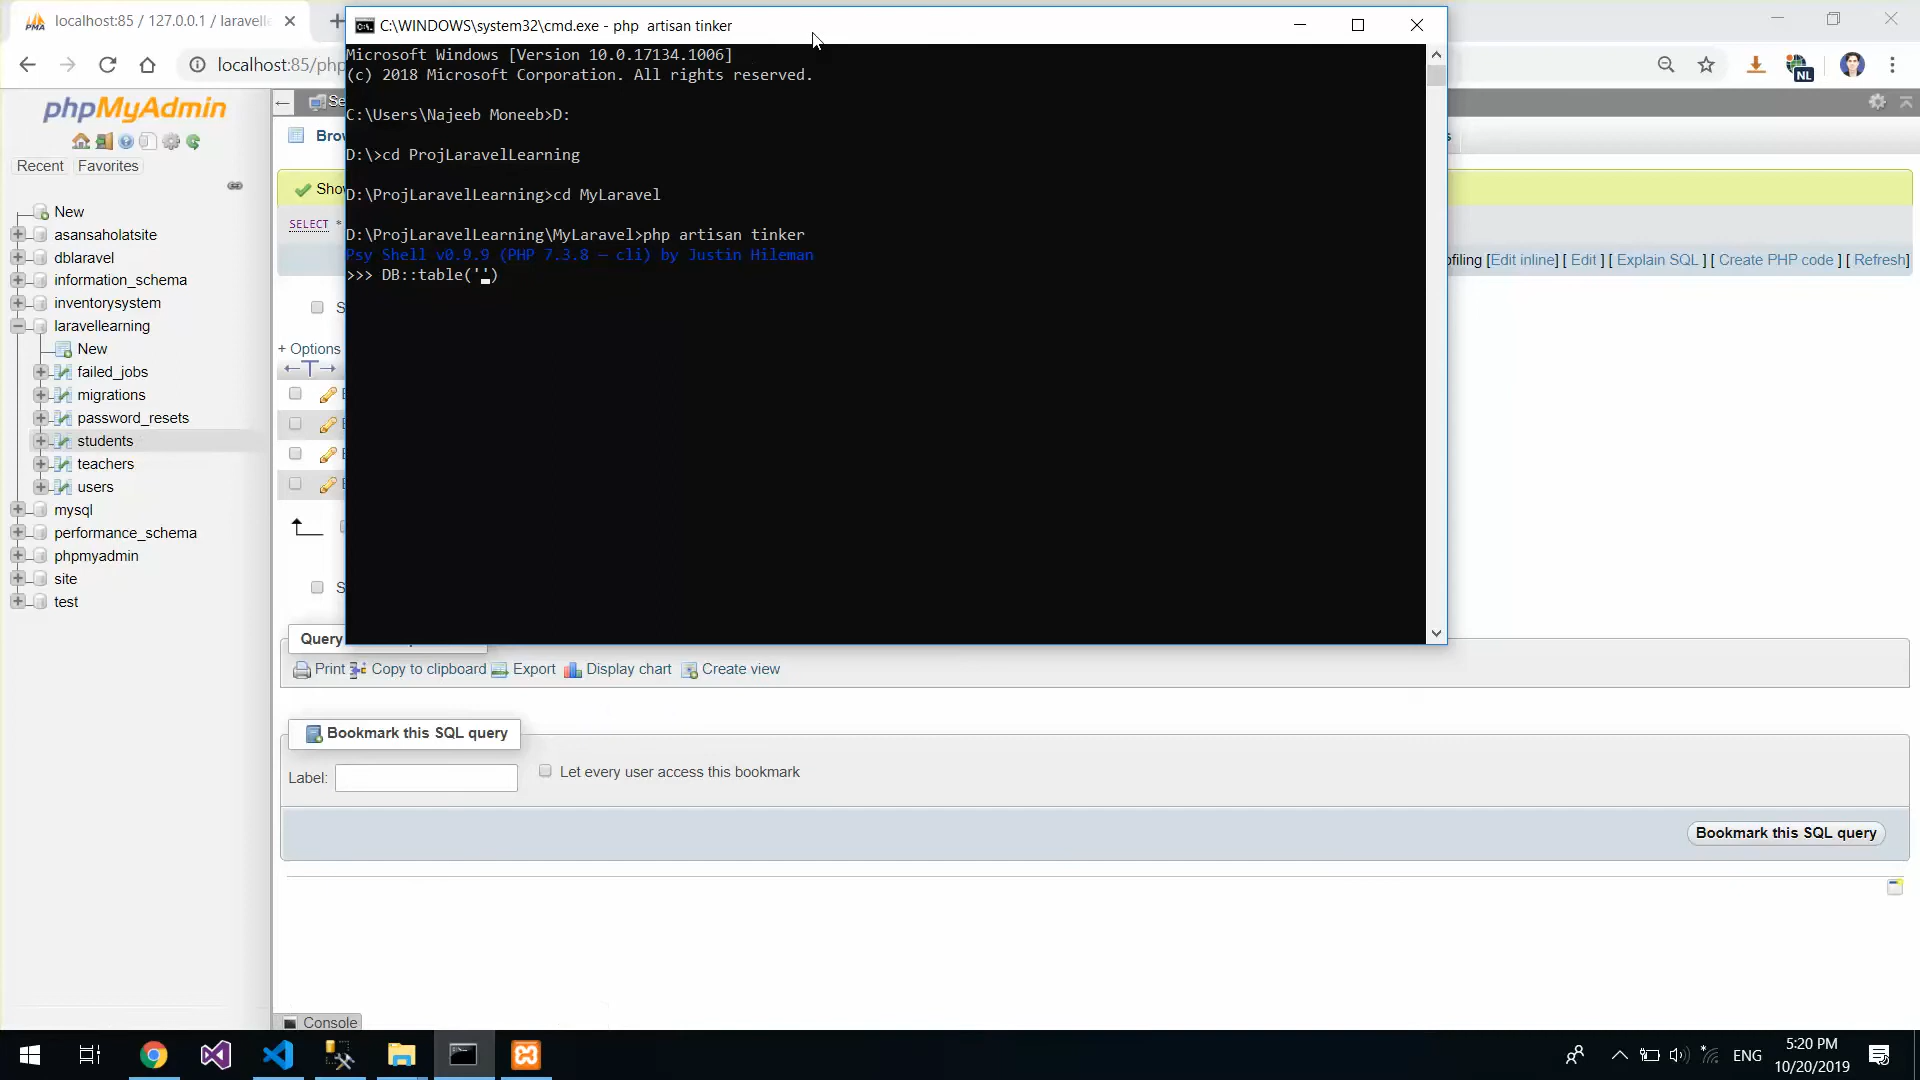 localhost:85 / 127.0.0.1 / laravelle
C:\WINDOWS\system32\cmd.exe - php  artisan tinker
localhost:85/php
NL
Microsoft Windows [Version 10.0.17134.1006]
(c) 2018 Microsoft Corporation. All rights reserved.
C:\Users\Najeeb Moneeb>D:
D:\>cd ProjLaravelLearning
D:\ProjLaravelLearning>cd MyLaravel
D:\ProjLaravelLearning\MyLaravel>php artisan tinker
Psy Shell v0.9.9 (PHP 7.3.8 — cli) by Justin Hileman
>>> DB::table('')
phpMyAdmin
Recent
Favorites
New
asansaholatsite
dblaravel
information_schema
inventorysystem
laravellearning
New
failed_jobs
migrations
password_resets
students
teachers
users
mysql
performance_schema
phpmyadmin
site
test
SELECT *
[Edit inline] [ Edit ] [ Explain SQL ] [ Create PHP code ] [ Refresh]
+ Options
Query
Print
Copy to clipboard
Export
Display chart
Create view
Bookmark this SQL query
Label:
Let every user access this bookmark
Bookmark this SQL query
Console
ENG
5:20 PM
10/20/2019